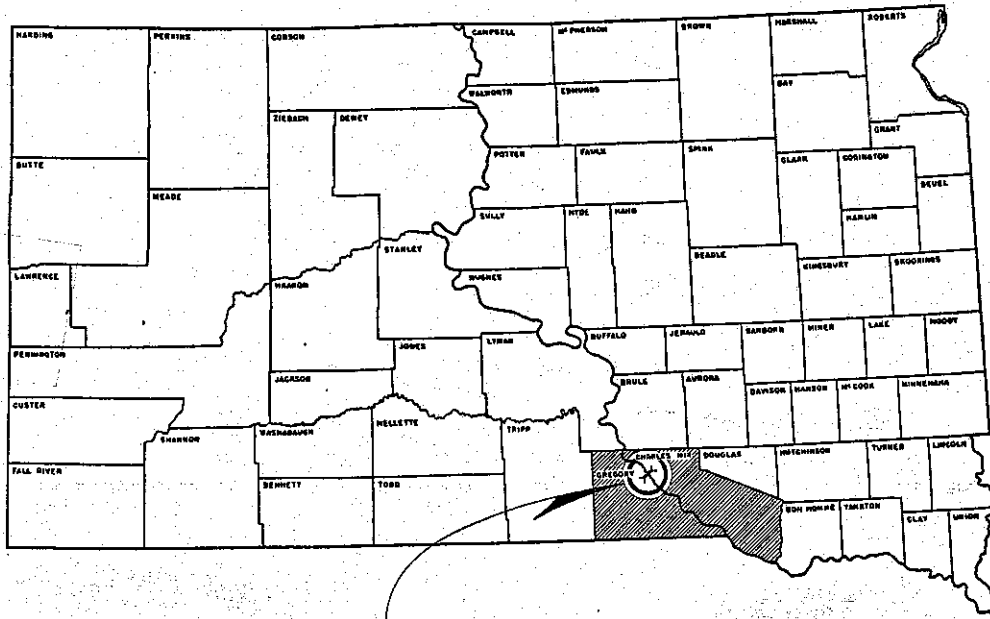 HARDING
PERKINS
CORSON
CAMPBELL
McPHERSON
BROWN
MARSHALL
ROBERTS
WALWORTH
EDMUNDS
DAY
ZIEBACH
DEWEY
GRANT
BUTTE
MEADE
POTTER
FAULK
SPINK
CLARK
CODINGTON
DEUEL
SULLY
HYDE
HAND
HAMLIN
STANLEY
BEADLE
KINGSBURY
BROOKINGS
LAWRENCE
HAAKON
HUGHES
PENNINGTON
JONES
LYMAN
BUFFALO
JERAULD
SANBORN
MINER
LAKE
MOODY
JACKSON
BRULE
AURORA
DAVISON
HANSON
McCOOK
MINNEHAHA
CUSTER
SHANNON
WASHABAUGH
MELLETTE
TRIPP
FALL RIVER
BENNETT
TODD
GREGORY
CHARLES MIX
DOUGLAS
HUTCHINSON
TURNER
LINCOLN
BON HOMME
YANKTON
CLAY
UNION